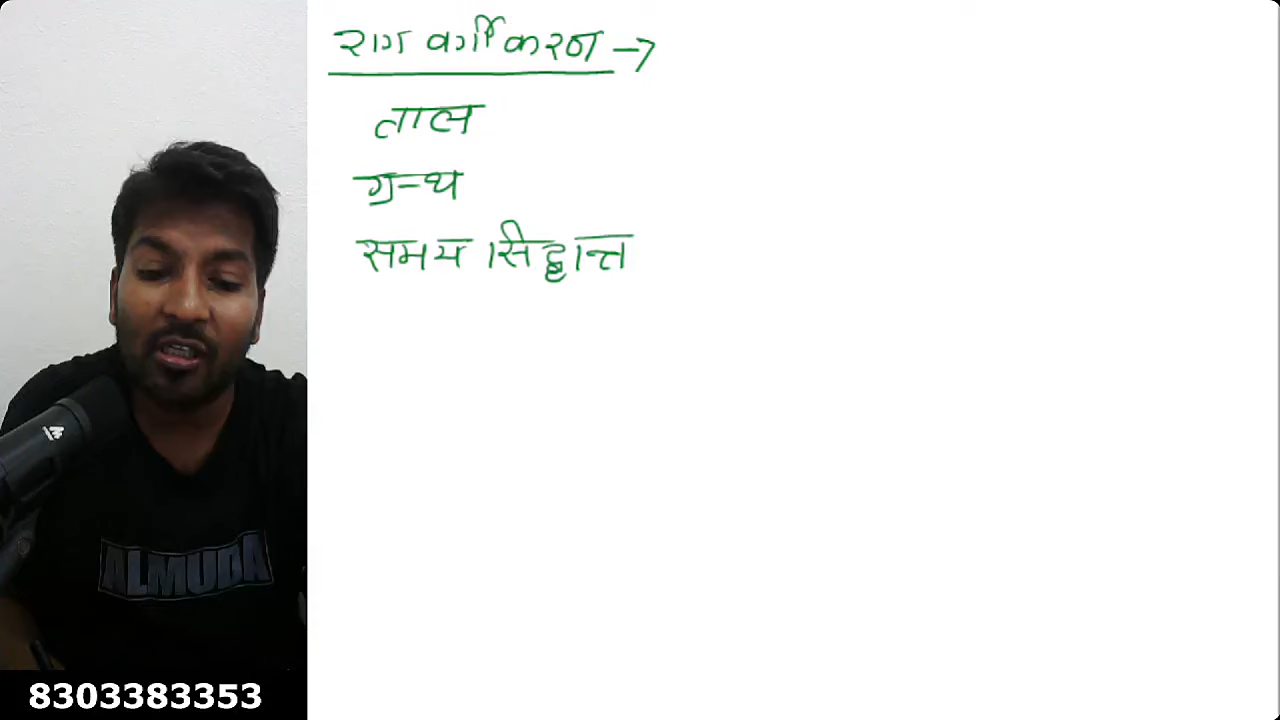 राग वर्गिकरण →
ताल
ग्रन्थ
समय सिद्धान्त
ALMUDA
8303383353